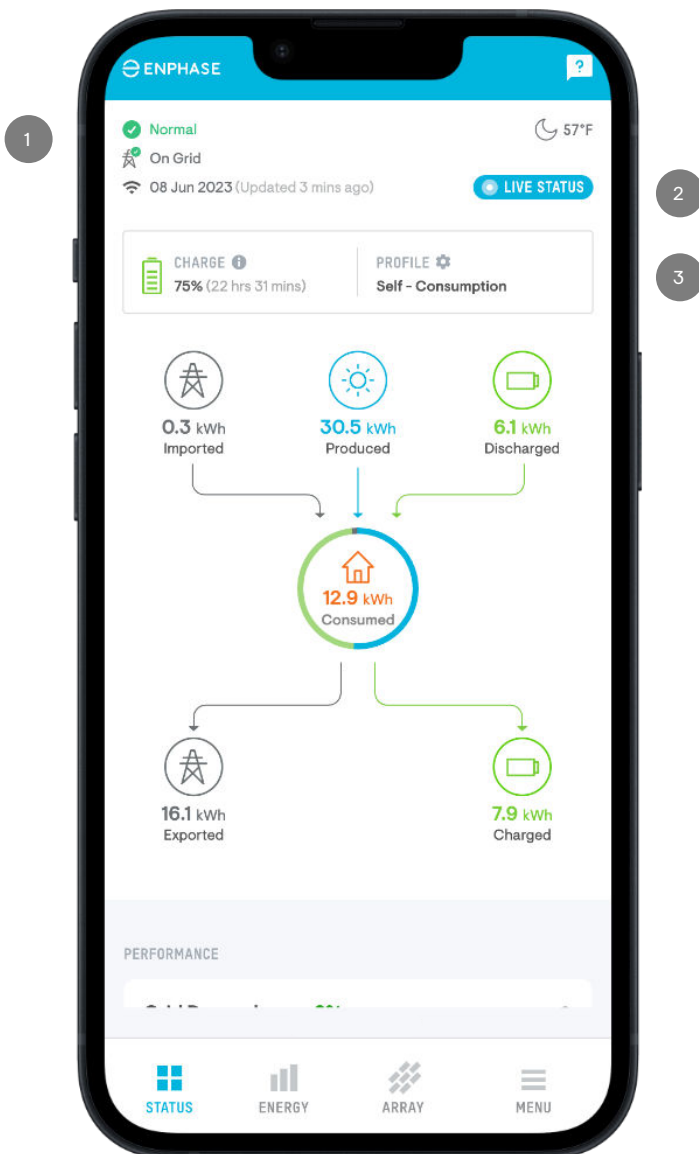 ENPHASE
?
1
Normal
57°F
On Grid
08 Jun 2023 (Updated 3 mins ago)
LIVE STATUS
2
CHARGE i
PROFILE
3
75% (22 hrs 31 mins)
Self - Consumption
0.3 kWh
Imported
30.5 kWh
Produced
6.1 kWh
Discharged
12.9 kWh
Consumed
16.1 kWh
Exported
7.9 kWh
Charged
PERFORMANCE
STATUS
ENERGY
ARRAY
MENU